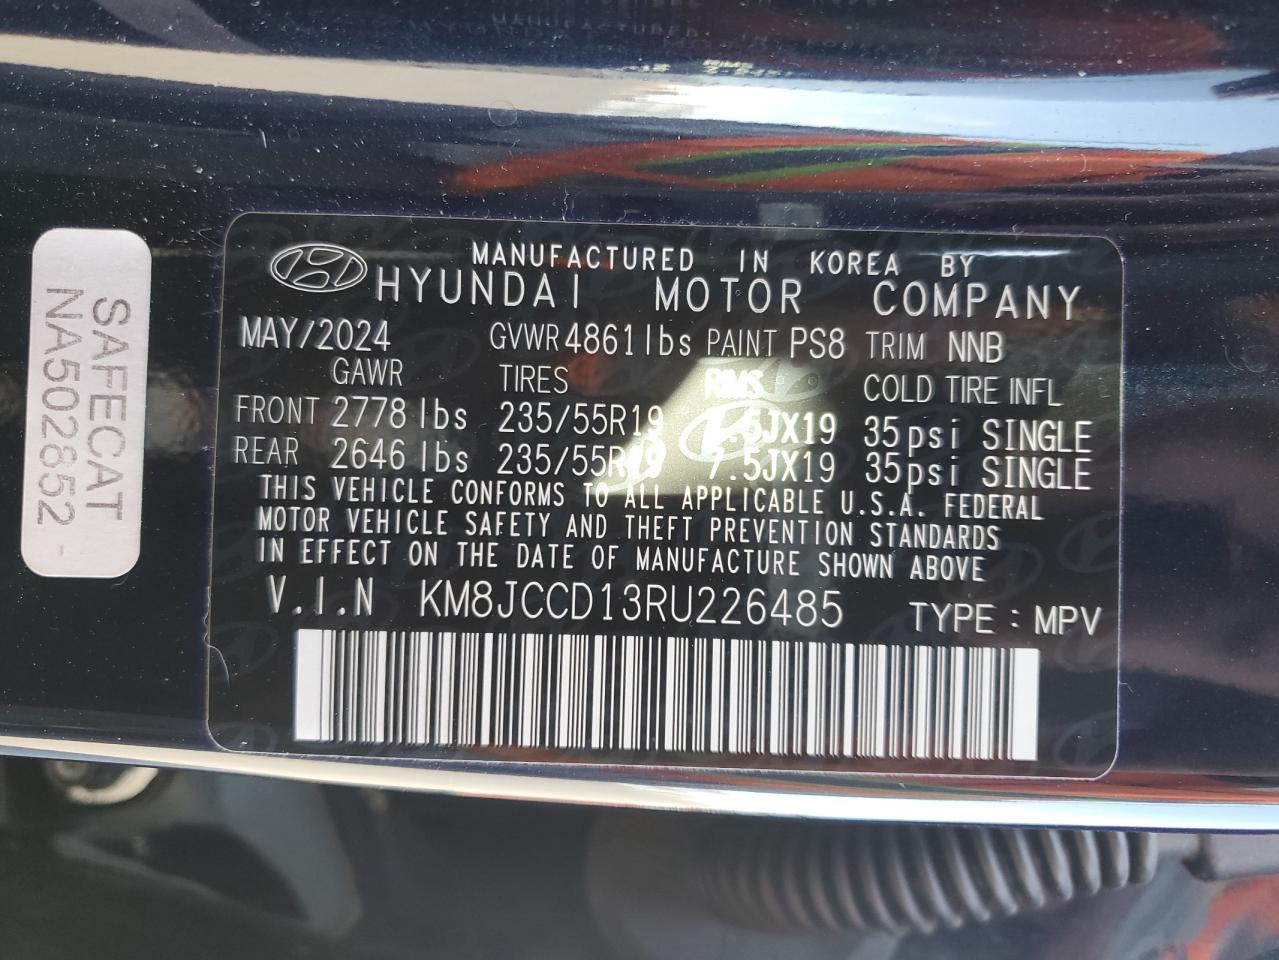 SAFECAT
NA502852-
MANUFACTURED IN KOREA BY
HYUNDAI MOTOR COMPANY
MAY/2024 GVWR 4861 lbs PAINT PS8 TRIM NNB
GAWR TIRES RIMS COLD TIRE INFL
FRONT 2778 lbs 235/55R19 .5JX19 35psi SINGLE
REAR 2646 lbs 235/55R19 7.5JX19 35psi SINGLE
THIS VEHICLE CONFORMS TO ALL APPLICABLE U.S.A. FEDERAL
MOTOR VEHICLE SAFETY AND THEFT PREVENTION STANDARDS
IN EFFECT ON THE DATE OF MANUFACTURE SHOWN ABOVE
V.I.N KM8JCCD13RU226485 TYPE : MPV